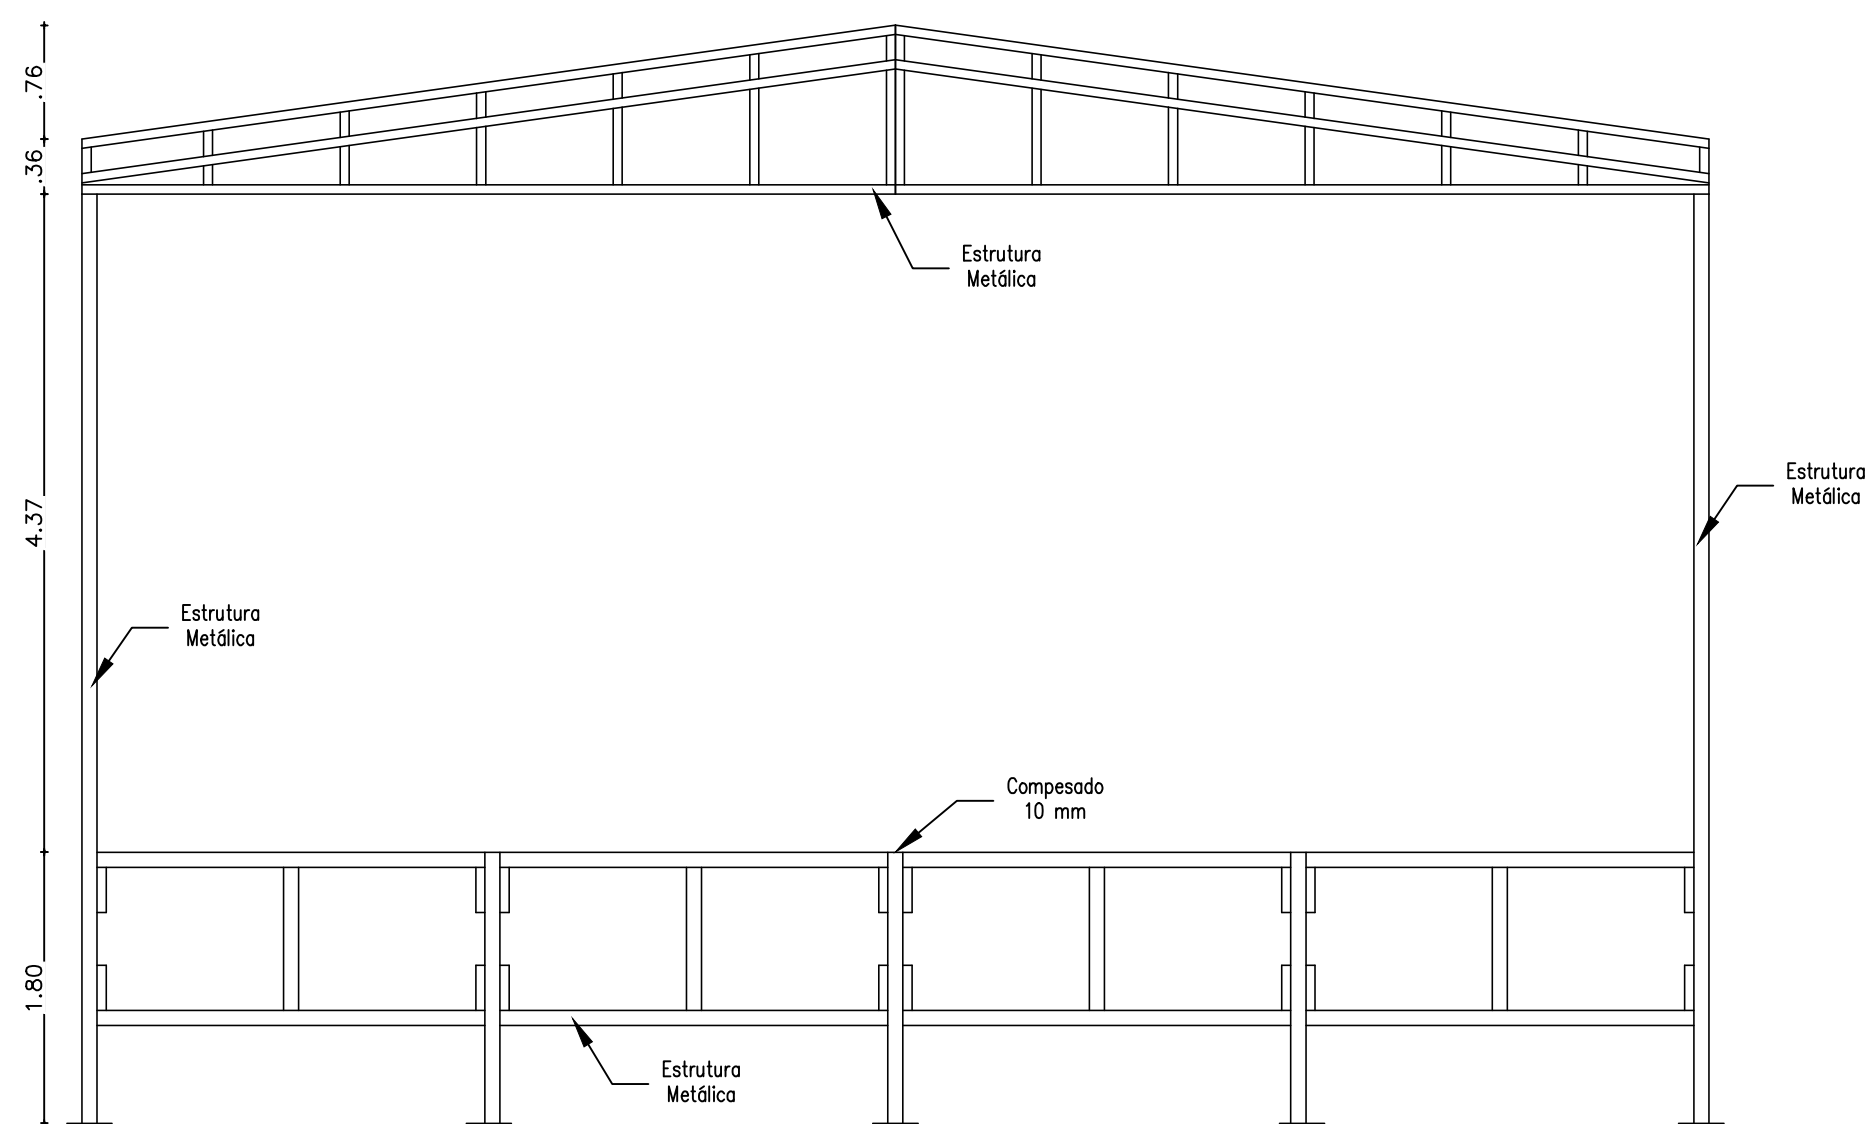 .76
.36
Estrutura
Metálica
Estrutura
Metálica
4.37
Estrutura
Metálica
Compesado
10 mm
1.80
Estrutura
Metálica